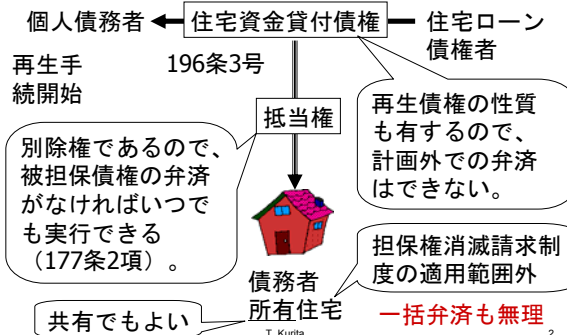 個人債務者
住宅資金貸付債権
住宅ローン
債権者
再生手
続開始
196条3号
抵当権
再生債権の性質
も有するので、
計画外での弁済
はできない。
別除権であるので、
被担保債権の弁済
がなければいつで
も実行できる
（177条2項）。
担保権消滅請求制
度の適用範囲外
債務者
所有住宅
共有でもよい
一括弁済も無理
T. Kurita
2